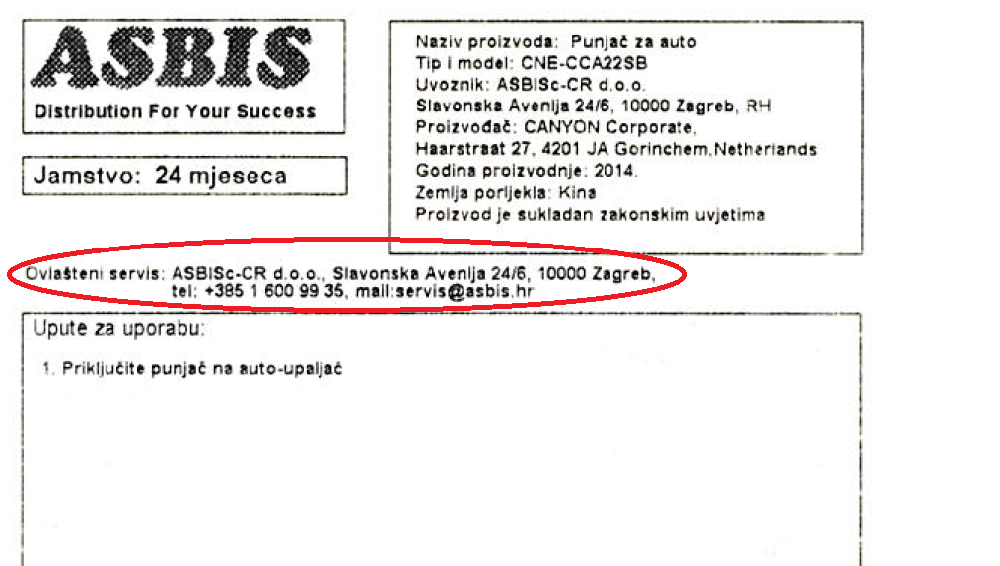 ASBIS
Distribution For Your Success
Jamstvo: 24 mjeseca
Naziv proizvoda: Punjač za auto
Tip i model: CNE-CCA22SB
Uvoznik: ASBISc-CR d.o.o.
Slavonska Avenija 24/6, 10000 Zagreb, RH
Proizvođač: CANYON Corporate,
Haarstraat 27, 4201 JA Gorinchem,Netherlands
Godina proizvodnje: 2014.
Zemlja porijekla: Kina
Proizvod je sukladan zakonskim uvjetima
Ovlašteni servis: ASBISc-CR d.o.o., Slavonska Avenija 24/6, 10000 Zagreb,
tel: +385 1 600 99 35, mail:servis@asbis.hr
Upute za uporabu:
1. Priključite punjač na auto-upaljač